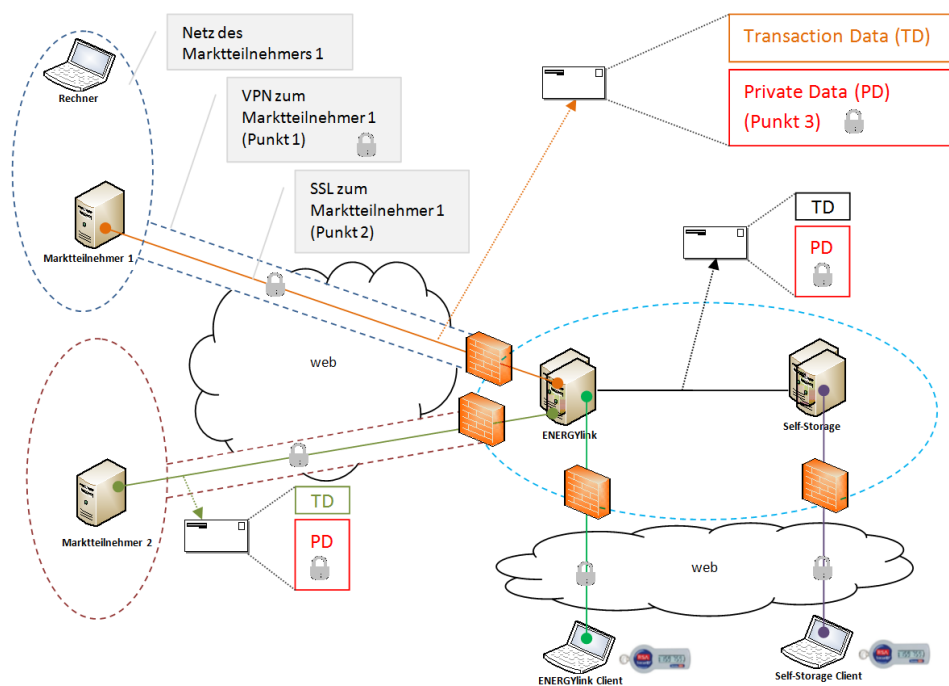 Netz des
Marktteilnehmers 1
Rechner
VPN zum
Marktteilnehmer 1
(Punkt 1)
SSL zum
Marktteilnehmer 1
(Punkt 2)
Transaction Data (TD)
Private Data (PD)
(Punkt 3)
TD
PD
Marktteilnehmer 1
web
ENERGYlink
Self-Storage
Marktteilnehmer 2
TD
PD
web
ENERGYlink Client
Self-Storage Client